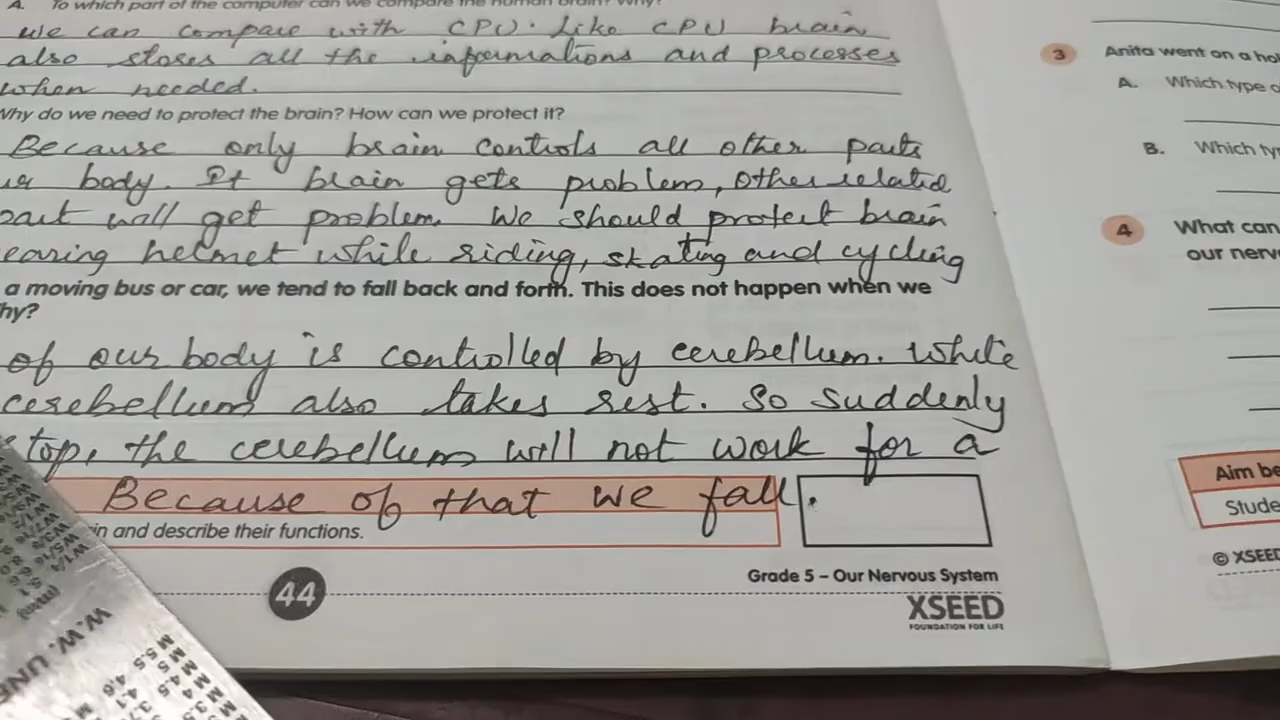 A. To which part of the computer can we compare the human brain? Why?
we can compare with CPU. Like CPU brain
also stores all the informations and processes
when needed.
Why do we need to protect the brain? How can we protect it?
Because only brain controls all other parts
body. If brain gets problem, other related
part will get problem. We should protect brain
earing helmet while riding, skating and cycling
a moving bus or car, we tend to fall back and forth. This does not happen when we
hy?
of our body is controlled by cerebellum. While
cerebellum also takes rest. So suddenly
stop, the cerebellum will not work for a
Because of that we fall.
in and describe their functions.
44
Grade 5 – Our Nervous System
XSEED
FOUNDATION FOR LIFE
3 Anita went on a ho
A. Which type o
B. Which ty
4 What can
our nerv
Aim be
Stude
© XSEED
W.W. UNE